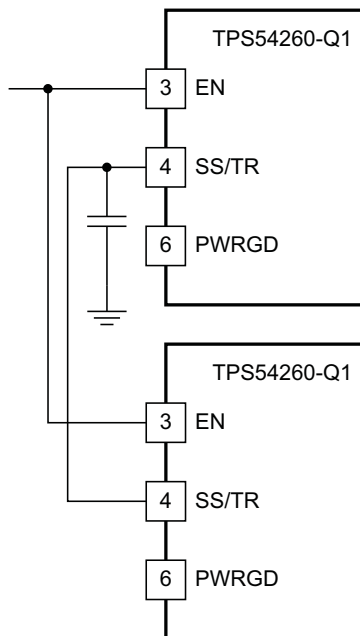 TPS54260-Q1
3 EN
4 SS/TR
6 PWRGD
TPS54260-Q1
3 EN
4 SS/TR
6 PWRGD